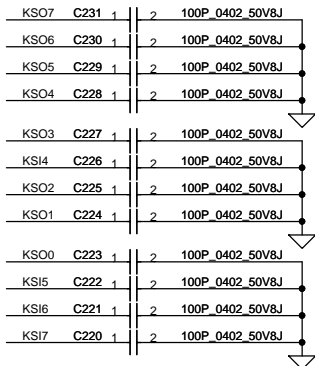 KSO7 C231 1 2 100P_0402_50V8J
KSO6 C230 1 2 100P_0402_50V8J
KSO5 C229 1 2 100P_0402_50V8J
KSO4 C228 1 2 100P_0402_50V8J
KSO3 C227 1 2 100P_0402_50V8J
KSI4 C226 1 2 100P_0402_50V8J
KSO2 C225 1 2 100P_0402_50V8J
KSO1 C224 1 2 100P_0402_50V8J
KSO0 C223 1 2 100P_0402_50V8J
KSI5 C222 1 2 100P_0402_50V8J
KSI6 C221 1 2 100P_0402_50V8J
KSI7 C220 1 2 100P_0402_50V8J